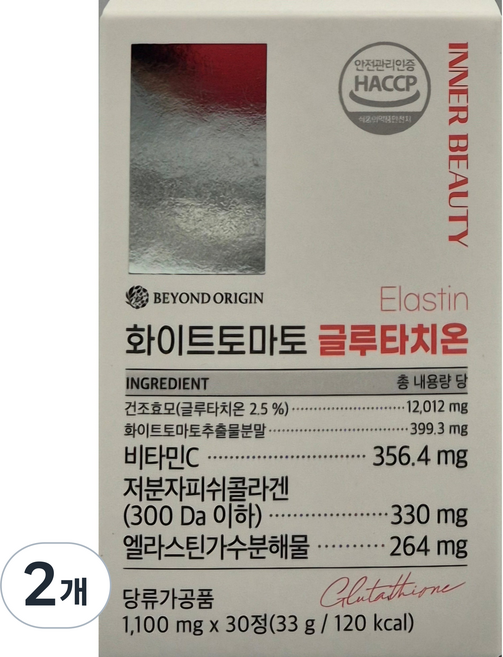 안전관리인증
HACCP
식품의약품안전처
INNER BEAUTY
BEYOND ORIGIN
Elastin
화이트토마토 글루타치온
INGREDIENT 총 내용량 당
건조효모(글루타치온 2.5 %) 12,012 mg
화이트토마토추출물분말 399.3 mg
비타민C 356.4 mg
저분자피쉬콜라겐
(300 Da 이하) 330 mg
엘라스틴가수분해물 264 mg
2개
당류가공품
Glutathione
1,100 mg x 30정(33 g / 120 kcal)